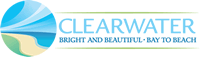 CLEARWATER
BRIGHT AND BEAUTIFUL • BAY TO BEACH